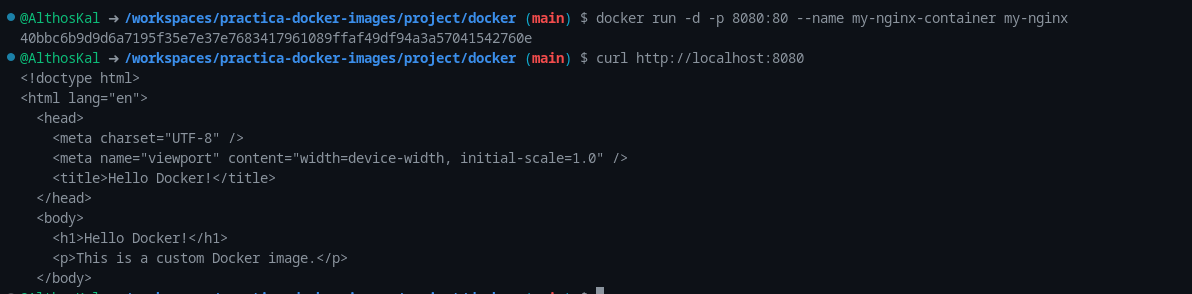 @AlthosKal → /workspaces/practica-docker-images/project/docker (main) $ docker run -d -p 8080:80 --name my-nginx-container my-nginx
40bbc6b9d9d6a7195f35e7e37e7683417961089ffaf49df94a3a57041542760e
@AlthosKal → /workspaces/practica-docker-images/project/docker (main) $ curl http://localhost:8080
<!doctype html>
<html lang="en">
  <head>
    <meta charset="UTF-8" />
    <meta name="viewport" content="width=device-width, initial-scale=1.0" />
    <title>Hello Docker!</title>
  </head>
  <body>
    <h1>Hello Docker!</h1>
    <p>This is a custom Docker image.</p>
  </body>